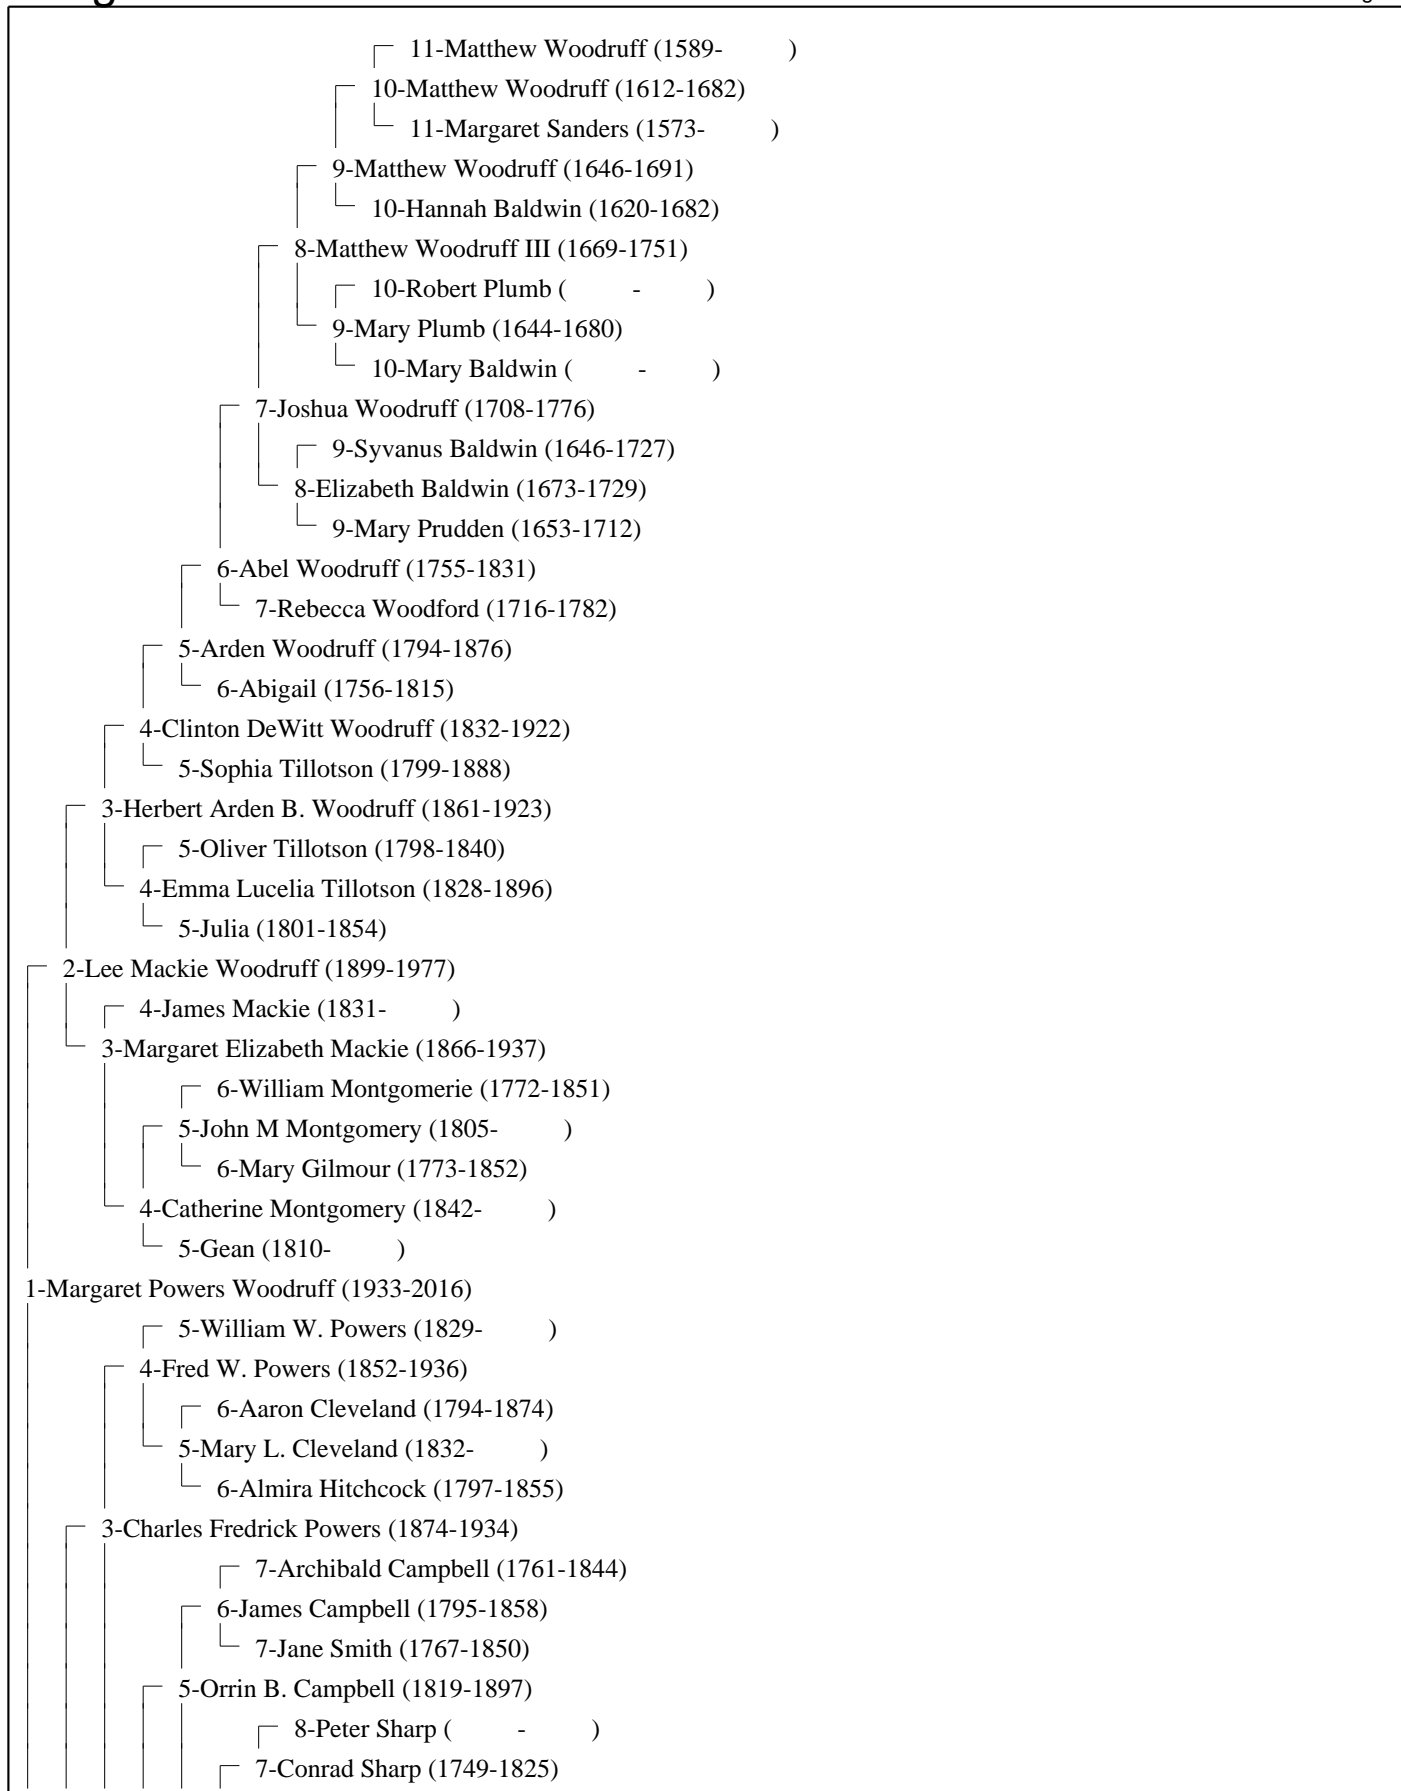 11-Matthew Woodruff (1589- )
10-Matthew Woodruff (1612-1682)
11-Margaret Sanders (1573- )
9-Matthew Woodruff (1646-1691)
10-Hannah Baldwin (1620-1682)
8-Matthew Woodruff III (1669-1751)
10-Robert Plumb ( - )
9-Mary Plumb (1644-1680)
10-Mary Baldwin ( - )
7-Joshua Woodruff (1708-1776)
9-Syvanus Baldwin (1646-1727)
8-Elizabeth Baldwin (1673-1729)
9-Mary Prudden (1653-1712)
6-Abel Woodruff (1755-1831)
7-Rebecca Woodford (1716-1782)
5-Arden Woodruff (1794-1876)
6-Abigail (1756-1815)
4-Clinton DeWitt Woodruff (1832-1922)
5-Sophia Tillotson (1799-1888)
3-Herbert Arden B. Woodruff (1861-1923)
5-Oliver Tillotson (1798-1840)
4-Emma Lucelia Tillotson (1828-1896)
5-Julia (1801-1854)
2-Lee Mackie Woodruff (1899-1977)
4-James Mackie (1831- )
3-Margaret Elizabeth Mackie (1866-1937)
6-William Montgomerie (1772-1851)
5-John M Montgomery (1805- )
6-Mary Gilmour (1773-1852)
4-Catherine Montgomery (1842- )
5-Gean (1810- )
1-Margaret Powers Woodruff (1933-2016)
5-William W. Powers (1829- )
4-Fred W. Powers (1852-1936)
6-Aaron Cleveland (1794-1874)
5-Mary L. Cleveland (1832- )
6-Almira Hitchcock (1797-1855)
3-Charles Fredrick Powers (1874-1934)
7-Archibald Campbell (1761-1844)
6-James Campbell (1795-1858)
7-Jane Smith (1767-1850)
5-Orrin B. Campbell (1819-1897)
8-Peter Sharp ( - )
7-Conrad Sharp (1749-1825)